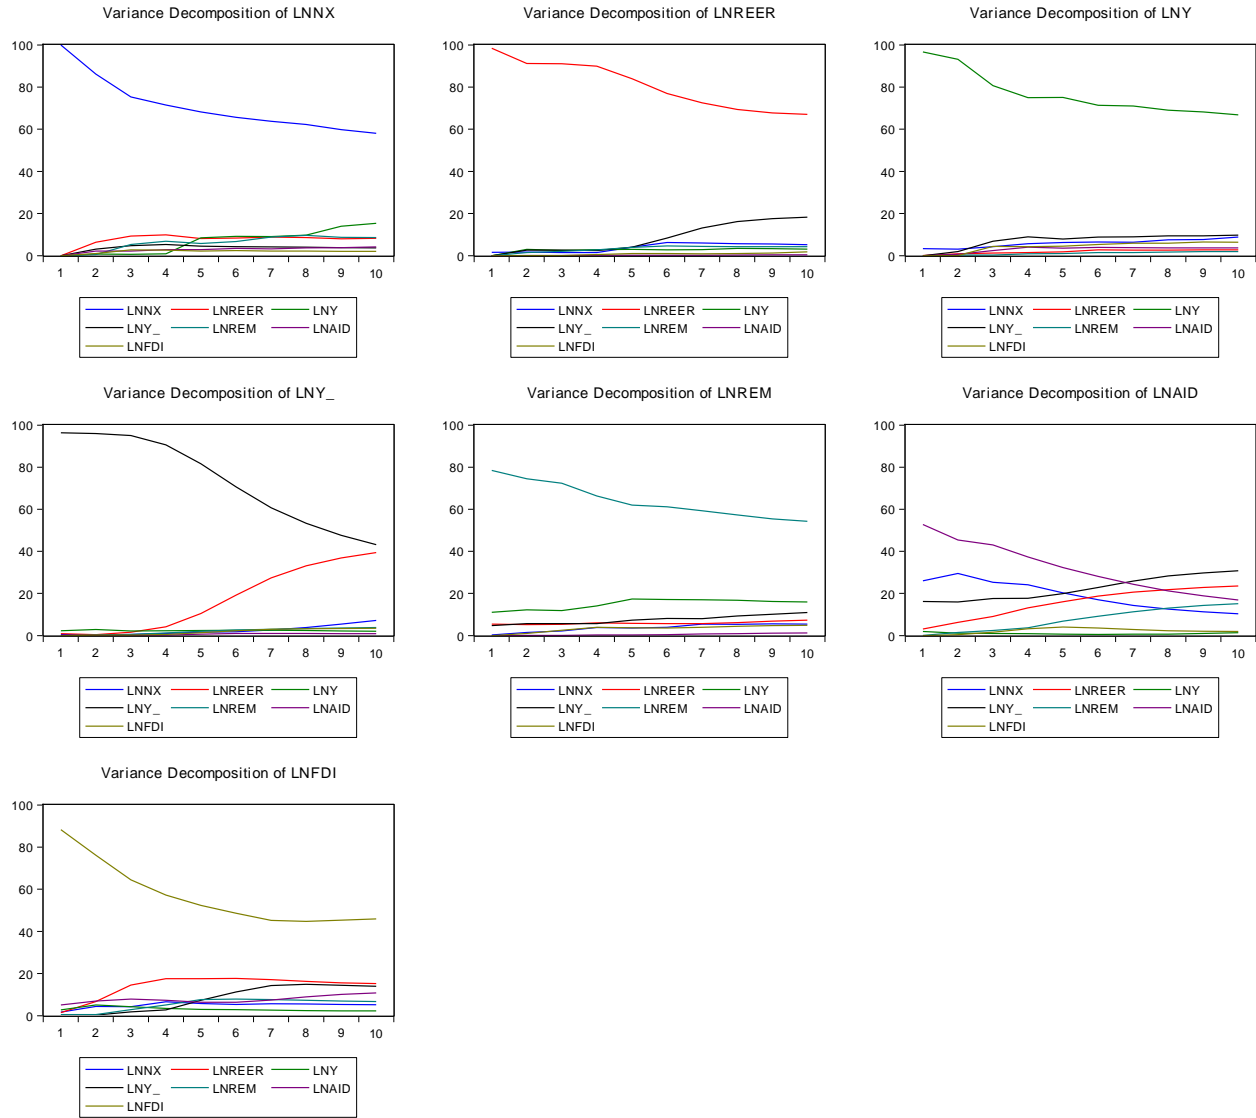 Variance Decomposition of LNNX
100
80
60
40
20
0
1 2 3 4 5 6 7 8 9 10
LNNX LNREER LNY
LNY_ LNREM LNAID
LNFDI
Variance Decomposition of LNREER
100
80
60
40
20
0
1 2 3 4 5 6 7 8 9 10
LNNX LNREER LNY
LNY_ LNREM LNAID
LNFDI
Variance Decomposition of LNY
100
80
60
40
20
0
1 2 3 4 5 6 7 8 9 10
LNNX LNREER LNY
LNY_ LNREM LNAID
LNFDI
Variance Decomposition of LNY_
100
80
60
40
20
0
1 2 3 4 5 6 7 8 9 10
LNNX LNREER LNY
LNY_ LNREM LNAID
LNFDI
Variance Decomposition of LNREM
100
80
60
40
20
0
1 2 3 4 5 6 7 8 9 10
LNNX LNREER LNY
LNY_ LNREM LNAID
LNFDI
Variance Decomposition of LNAID
100
80
60
40
20
0
1 2 3 4 5 6 7 8 9 10
LNNX LNREER LNY
LNY_ LNREM LNAID
LNFDI
Variance Decomposition of LNFDI
100
80
60
40
20
0
1 2 3 4 5 6 7 8 9 10
LNNX LNREER LNY
LNY_ LNREM LNAID
LNFDI